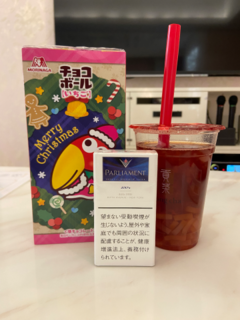 MORINAGA
チョコ
ボール
いちご
Merry Christmas
PARLIAMENT
望まない受動喫煙が
生じないよう、屋外や家
庭でも周囲の状況に
配慮することが、健康
増進法上、義務付け
られています。